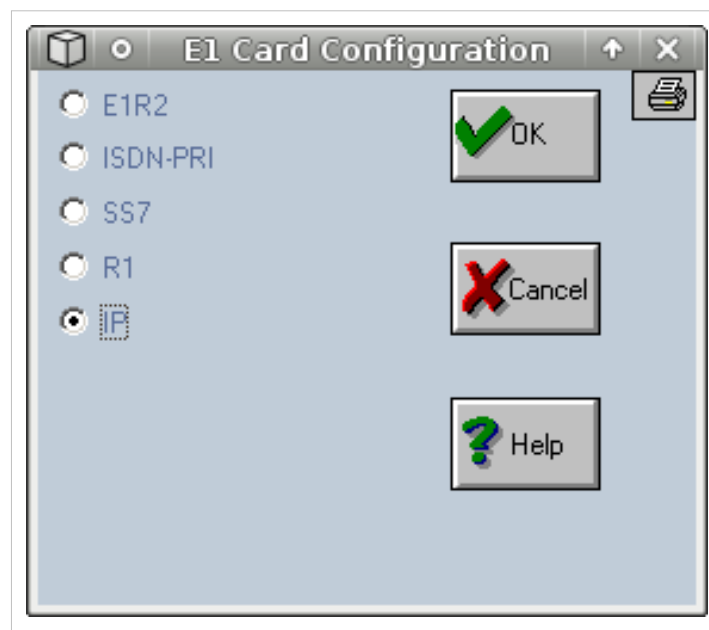 E1 Card Configuration
E1R2
ISDN-PRI
SS7
R1
IP
OK
Cancel
Help